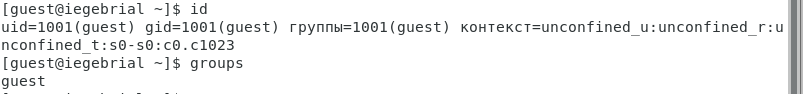 [guest@iegebrial ~]$ id
uid=1001(guest) gid=1001(guest) группы=1001(guest) контекст=unconfined_u:unconfined_r:u
nconfined_t:s0-s0:c0.c1023
[guest@iegebrial ~]$ groups
guest